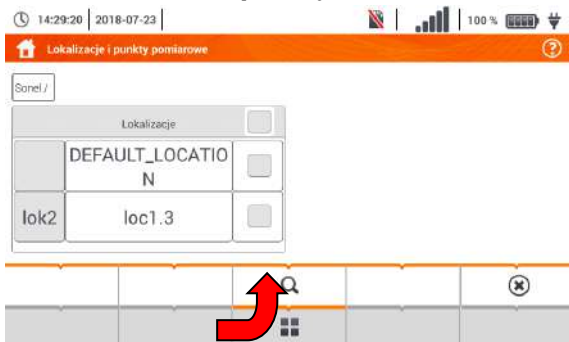 14:29:20 2018-07-23 100 %
Lokalizacje i punkty pomiarowe
Sonel /
Lokalizacje
DEFAULT_LOCATIO
N
lok2 loc1.3